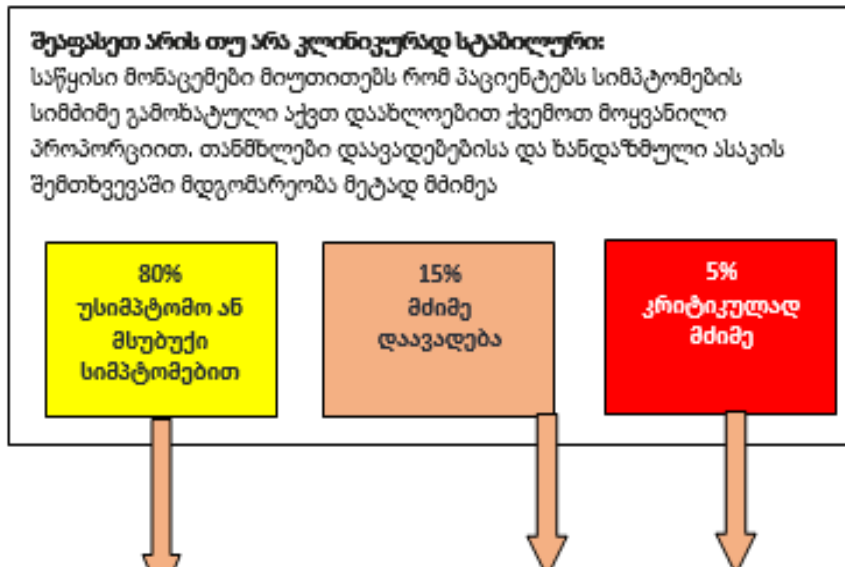 შეაფასეთ არის თუ არა კლინიკურად სტაბილური:
საწყისი მონაცემები მიუთითებს რომ პაციენტებს სიმპტომების
სიმძიმე გამოხატული აქვთ დაახლოებით ქვემოთ მოყვანილი
პროპორციით. თანმხლები დაავადებებისა და ხანდაზმული ასაკის
შემთხვევაში მდგომარეობა მეტად მძიმეა
80%
უსიმპტომო ან
მსუბუქი
სიმპტომებით
15%
მძიმე
დაავადება
5%
კრიტიკულად
მძიმე